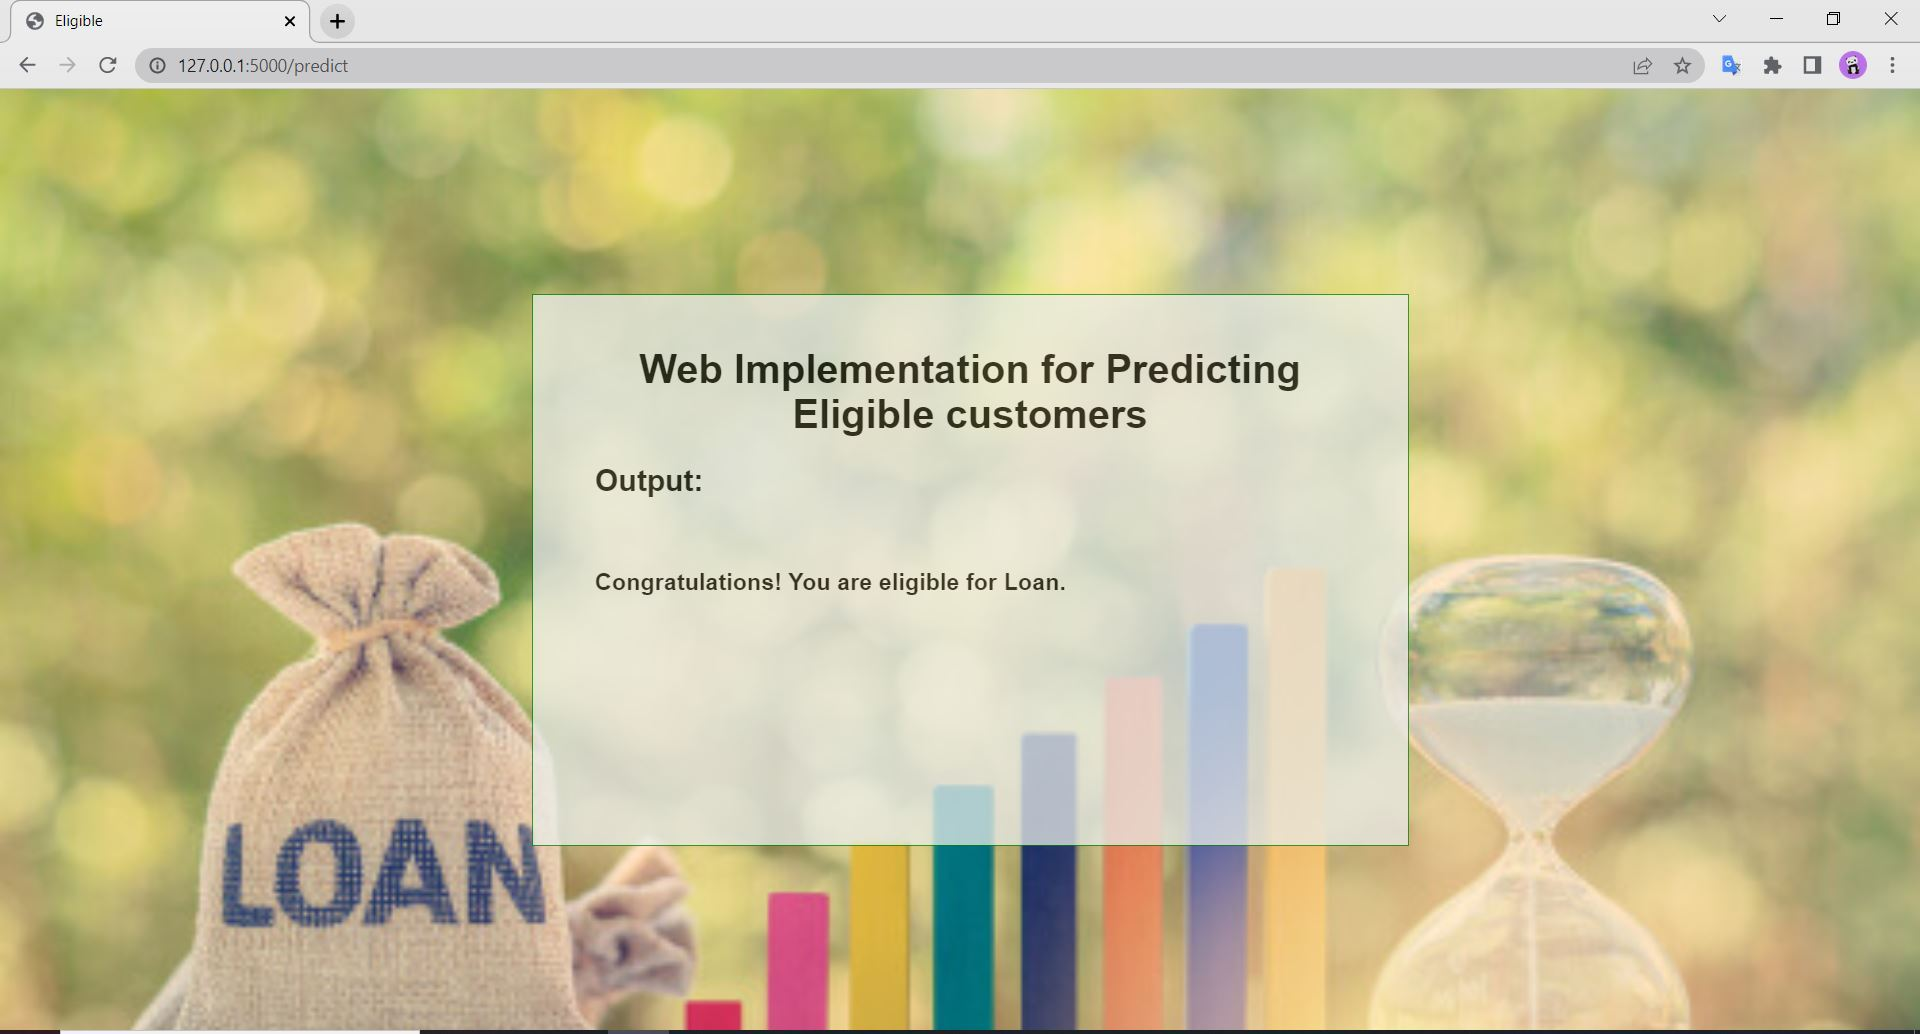 Eligible
127.0.0.1:5000/predict
Web Implementation for Predicting
Eligible customers
Output:
Congratulations! You are eligible for Loan.
LOAN